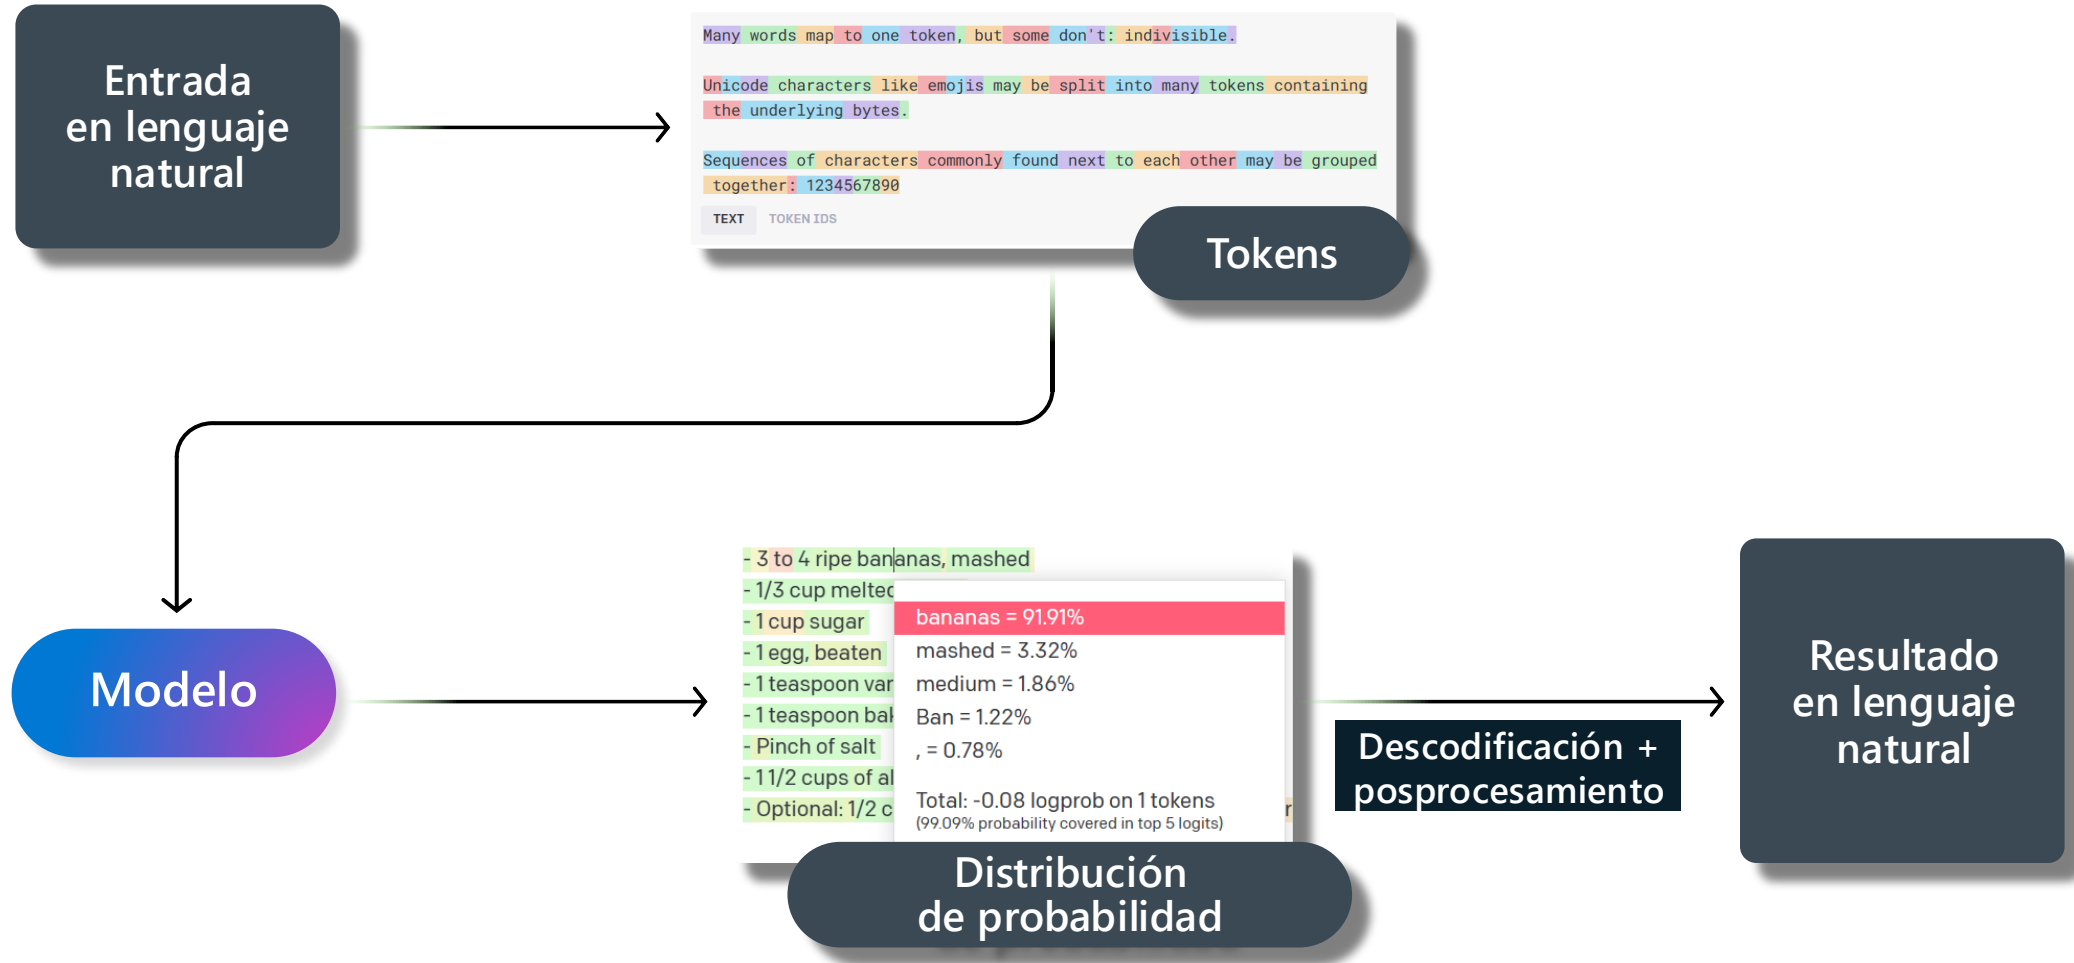 Entrada
en lenguaje
natural
Many words map to one token, but some don't: indivisible.
Unicode characters like emojis may be split into many tokens containing
the underlying bytes.
Sequences of characters commonly found next to each other may be grouped
together: 1234567890
TEXT TOKEN IDS
Tokens
Modelo
- 3 to 4 ripe bananas, mashed
- 1/3 cup melted
- 1 cup sugar
- 1 egg, beaten
- 1 teaspoon van
- 1 teaspoon bak
- Pinch of salt
- 1 1/2 cups of al
- Optional: 1/2 c
bananas = 91.91%
mashed = 3.32%
medium = 1.86%
Ban = 1.22%
, = 0.78%
Total: -0.08 logprob on 1 tokens
(99.09% probability covered in top 5 logits)
r
Distribución
de probabilidad
Descodificación +
posprocesamiento
Resultado
en lenguaje
natural